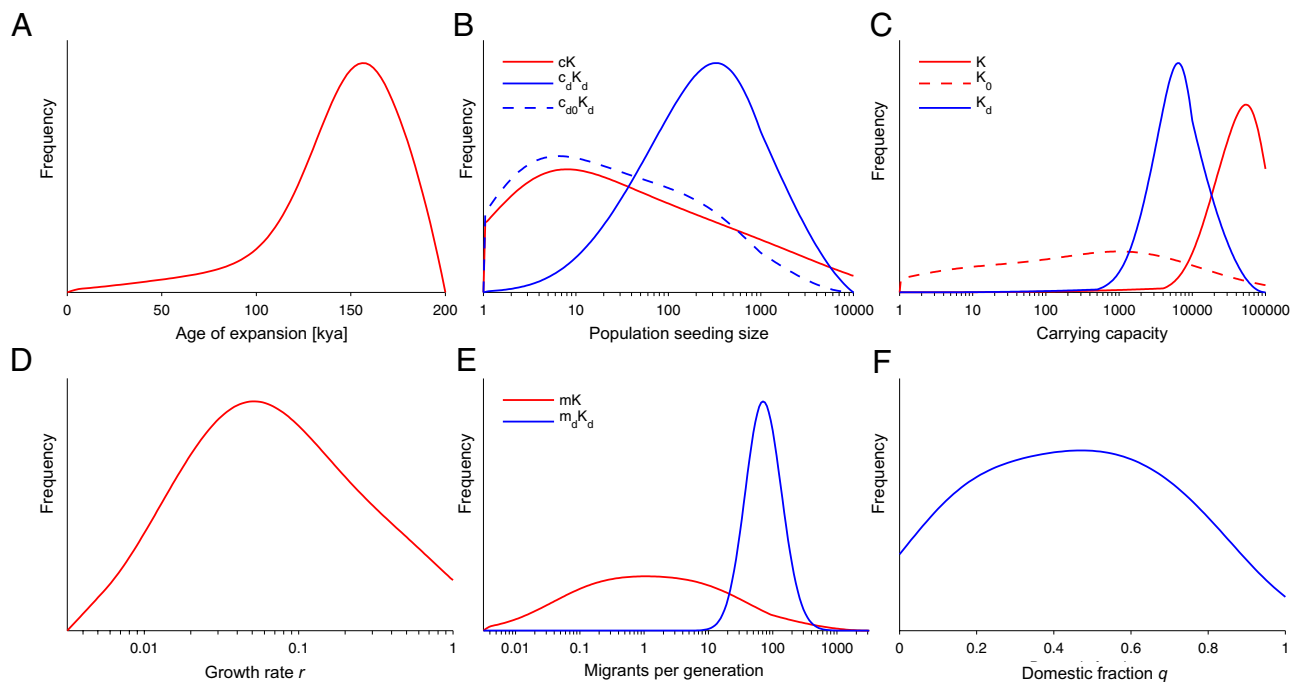 A
Frequency
0 50 100 150 200
Age of expansion [kya]
B
cK
c_dK_d
c_d0K_d
Frequency
1 10 100 1000 10000
Population seeding size
C
K
K_0
K_d
Frequency
1 10 100 1000 10000 100000
Carrying capacity
D
Frequency
0.01 0.1 1
Growth rate r
E
mK
m_dK_d
Frequency
0.01 0.1 1 10 100 1000
Migrants per generation
F
Frequency
0 0.2 0.4 0.6 0.8 1
Domestic fraction q